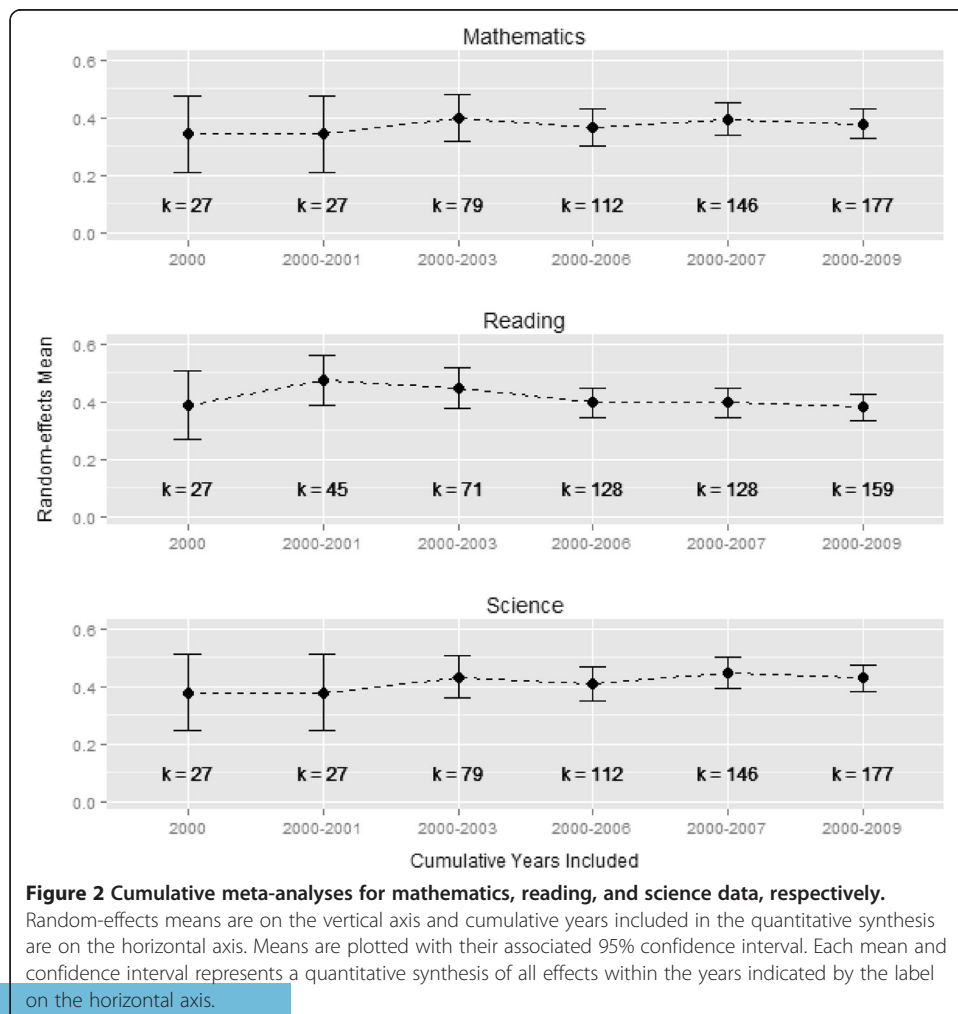 Mathematics
0.6
0.4
0.2
0.0
k = 27 k = 27 k = 79 k = 112 k = 146 k = 177
2000 2000-2001 2000-2003 2000-2006 2000-2007 2000-2009
Reading
Random-effects Mean
0.6
0.4
0.2
0.0
k = 27 k = 45 k = 71 k = 128 k = 128 k = 159
2000 2000-2001 2000-2003 2000-2006 2000-2007 2000-2009
Science
0.6
0.4
0.2
0.0
k = 27 k = 27 k = 79 k = 112 k = 146 k = 177
2000 2000-2001 2000-2003 2000-2006 2000-2007 2000-2009
Cumulative Years Included
Figure 2 Cumulative meta-analyses for mathematics, reading, and science data, respectively.
Random-effects means are on the vertical axis and cumulative years included in the quantitative synthesis
are on the horizontal axis. Means are plotted with their associated 95% confidence interval. Each mean and
confidence interval represents a quantitative synthesis of all effects within the years indicated by the label
on the horizontal axis.